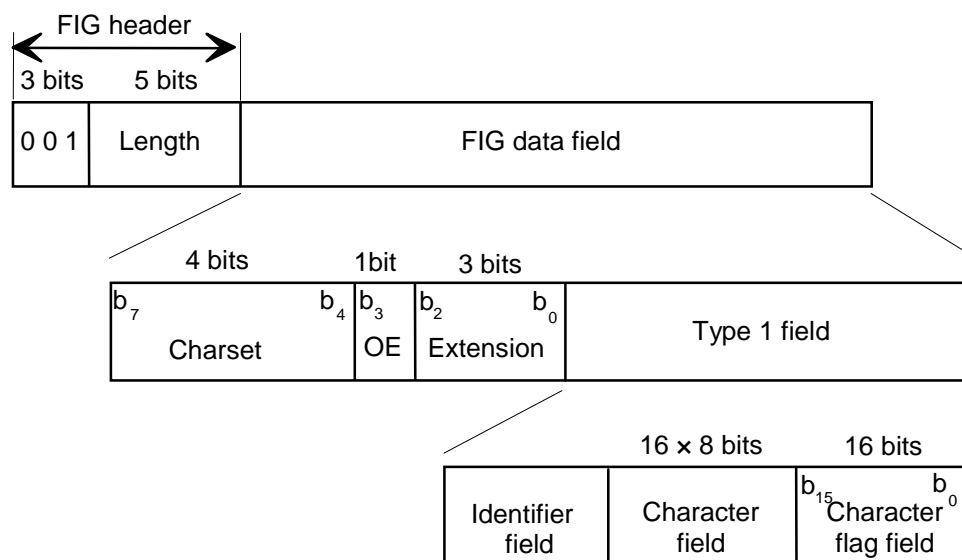 FIG header
3 bits 5 bits
0 0 1 Length FIG data field
4 bits 1bit 3 bits
b7 b4 b3 b2 b0
Charset OE Extension Type 1 field
16 × 8 bits 16 bits
b15 b0
Identifier field Character field Character flag field